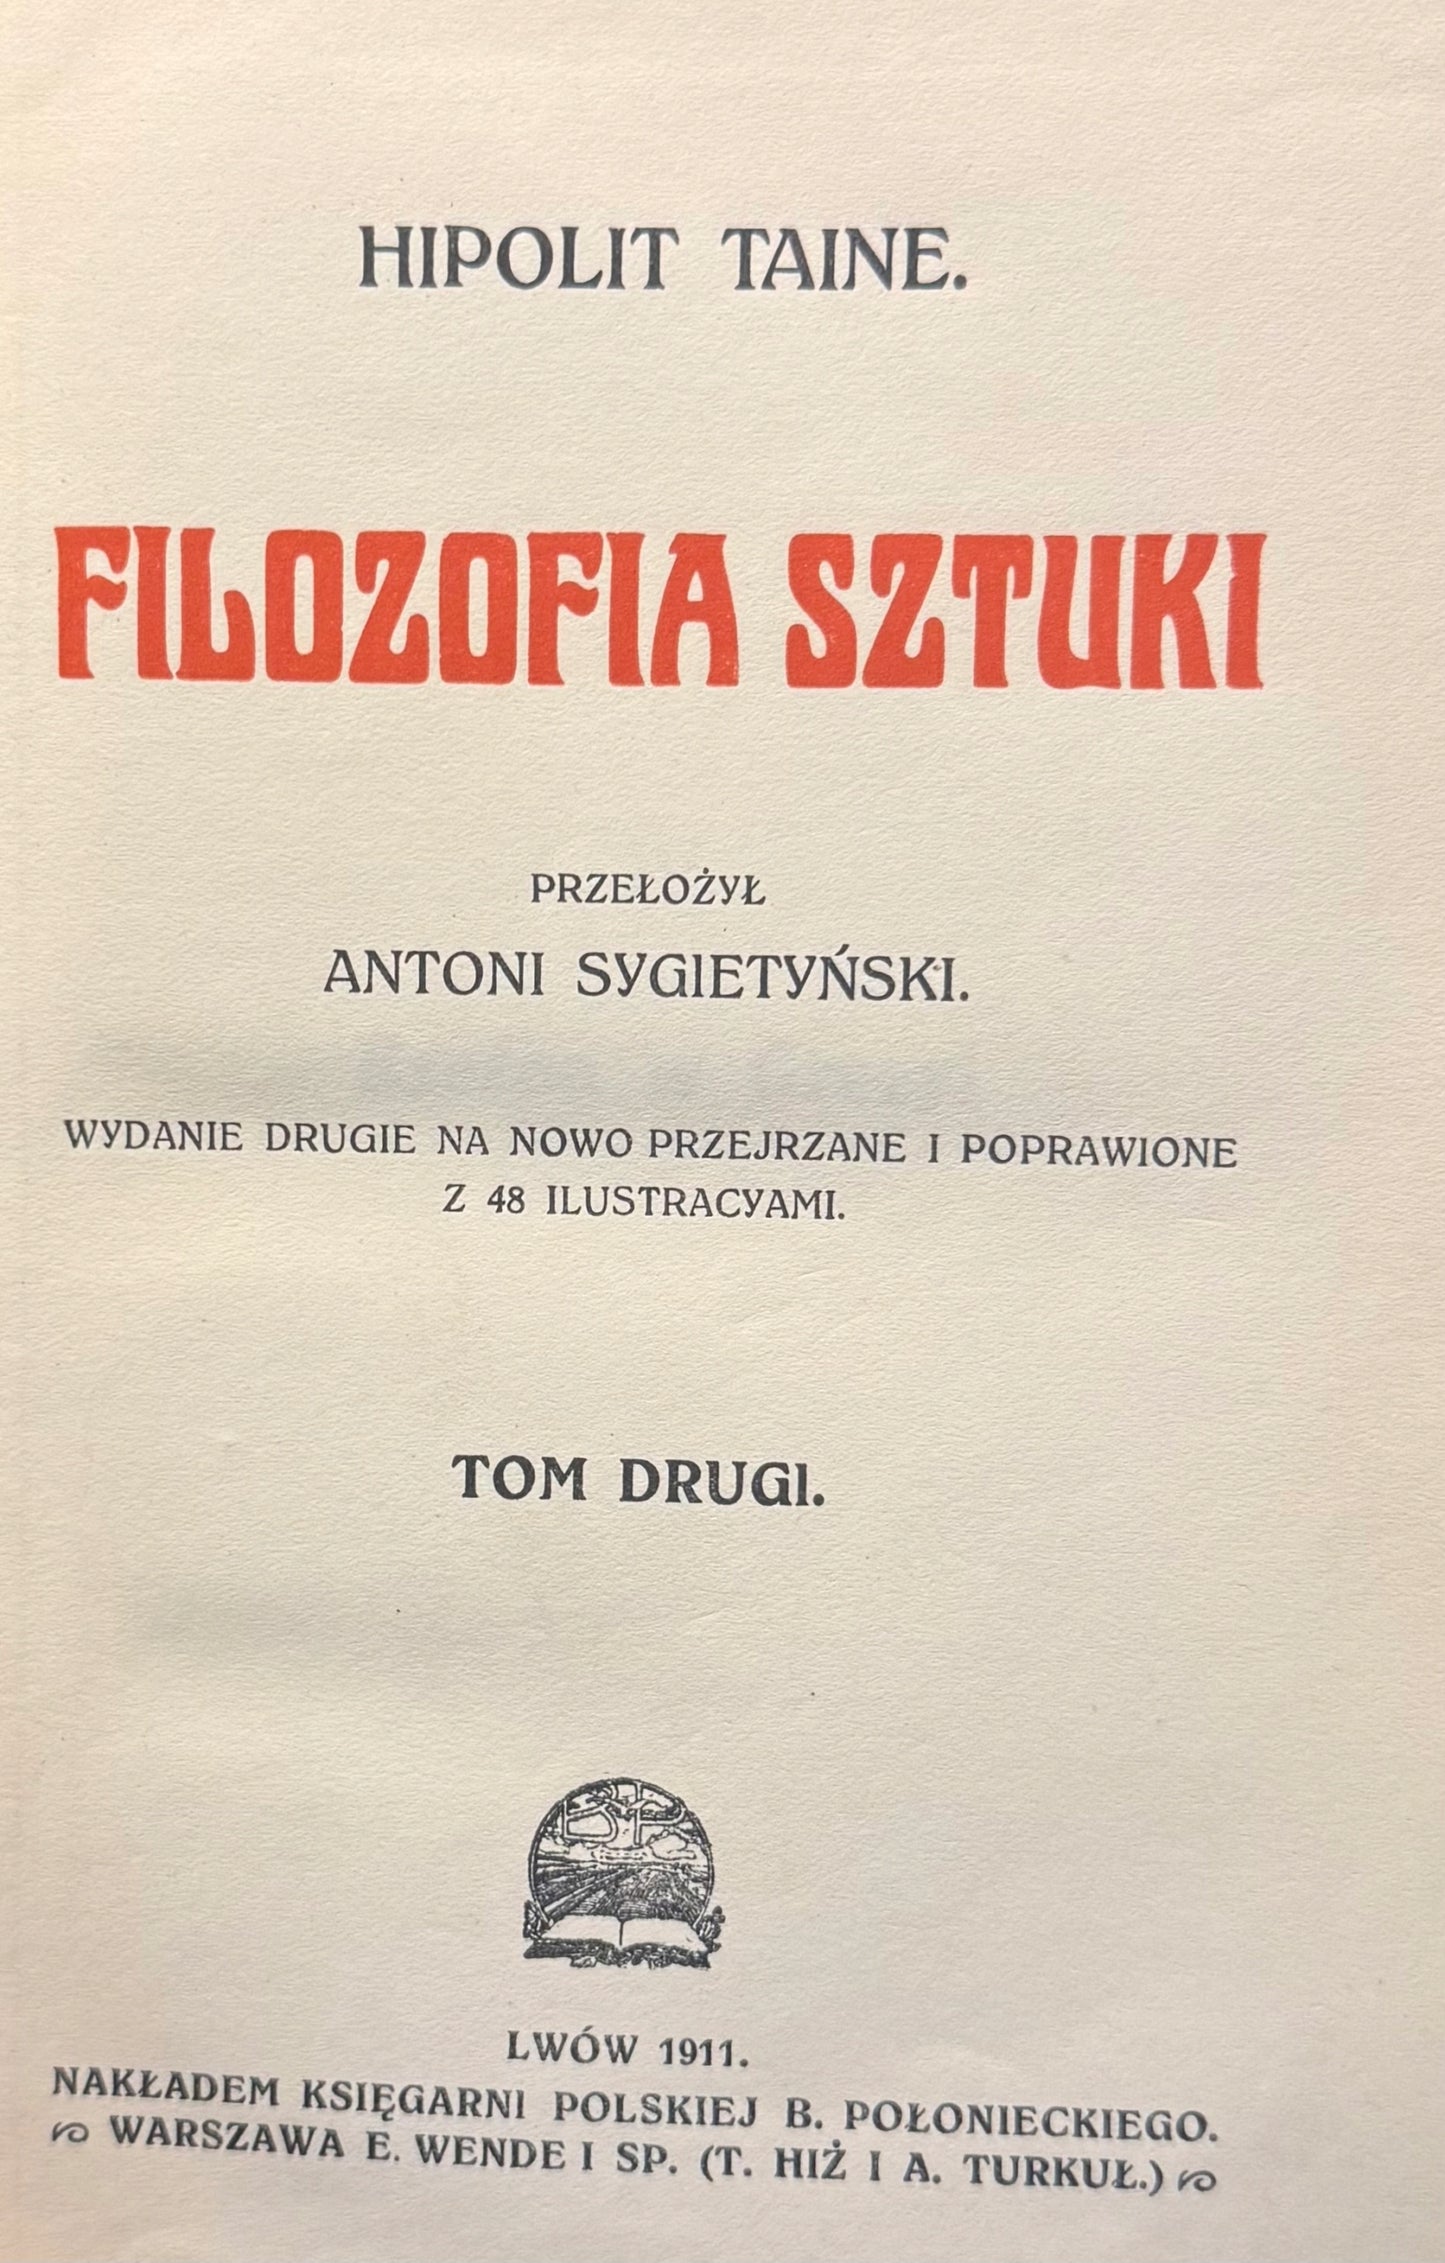 HIPOLIT TAINE.
FILOZOFIA SZTUKI
PRZEŁOŻYŁ
ANTONI SYGIETYŃSKI.
WYDANIE DRUGIE NA NOWO PRZEJRZANE I POPRAWIONE
Z 48 ILUSTRACYAMI.
TOM DRUGI.
BP
LWÓW 1911.
NAKŁADEM KSIĘGARNI POLSKIEJ B. POŁONIECKIEGO.
WARSZAWA E. WENDE I SP. (T. HIŻ I A. TURKUŁ.)